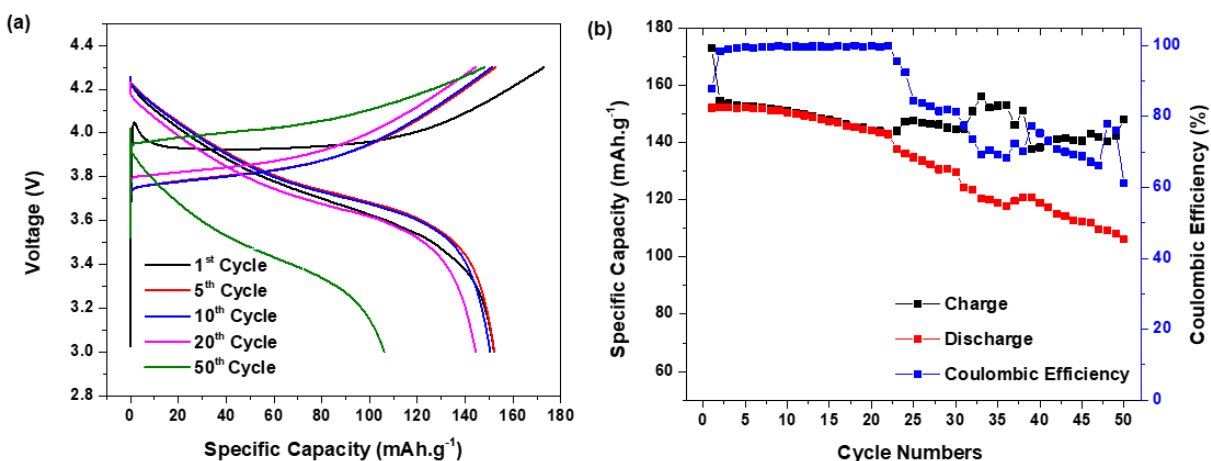 (a)
4.4
4.2
4.0
3.8
3.6
3.4
3.2
3.0
2.8
Voltage (V)
1st Cycle
5th Cycle
10th Cycle
20th Cycle
50th Cycle
0 20 40 60 80 100 120 140 160 180
Specific Capacity (mAh.g-1)
(b)
180
160
140
120
100
80
60
Specific Capacity (mAh.g-1)
Charge
Discharge
Coulombic Efficiency
0 5 10 15 20 25 30 35 40 45 50
Cycle Numbers
100
80
60
40
20
0
Coulombic Efficiency (%)